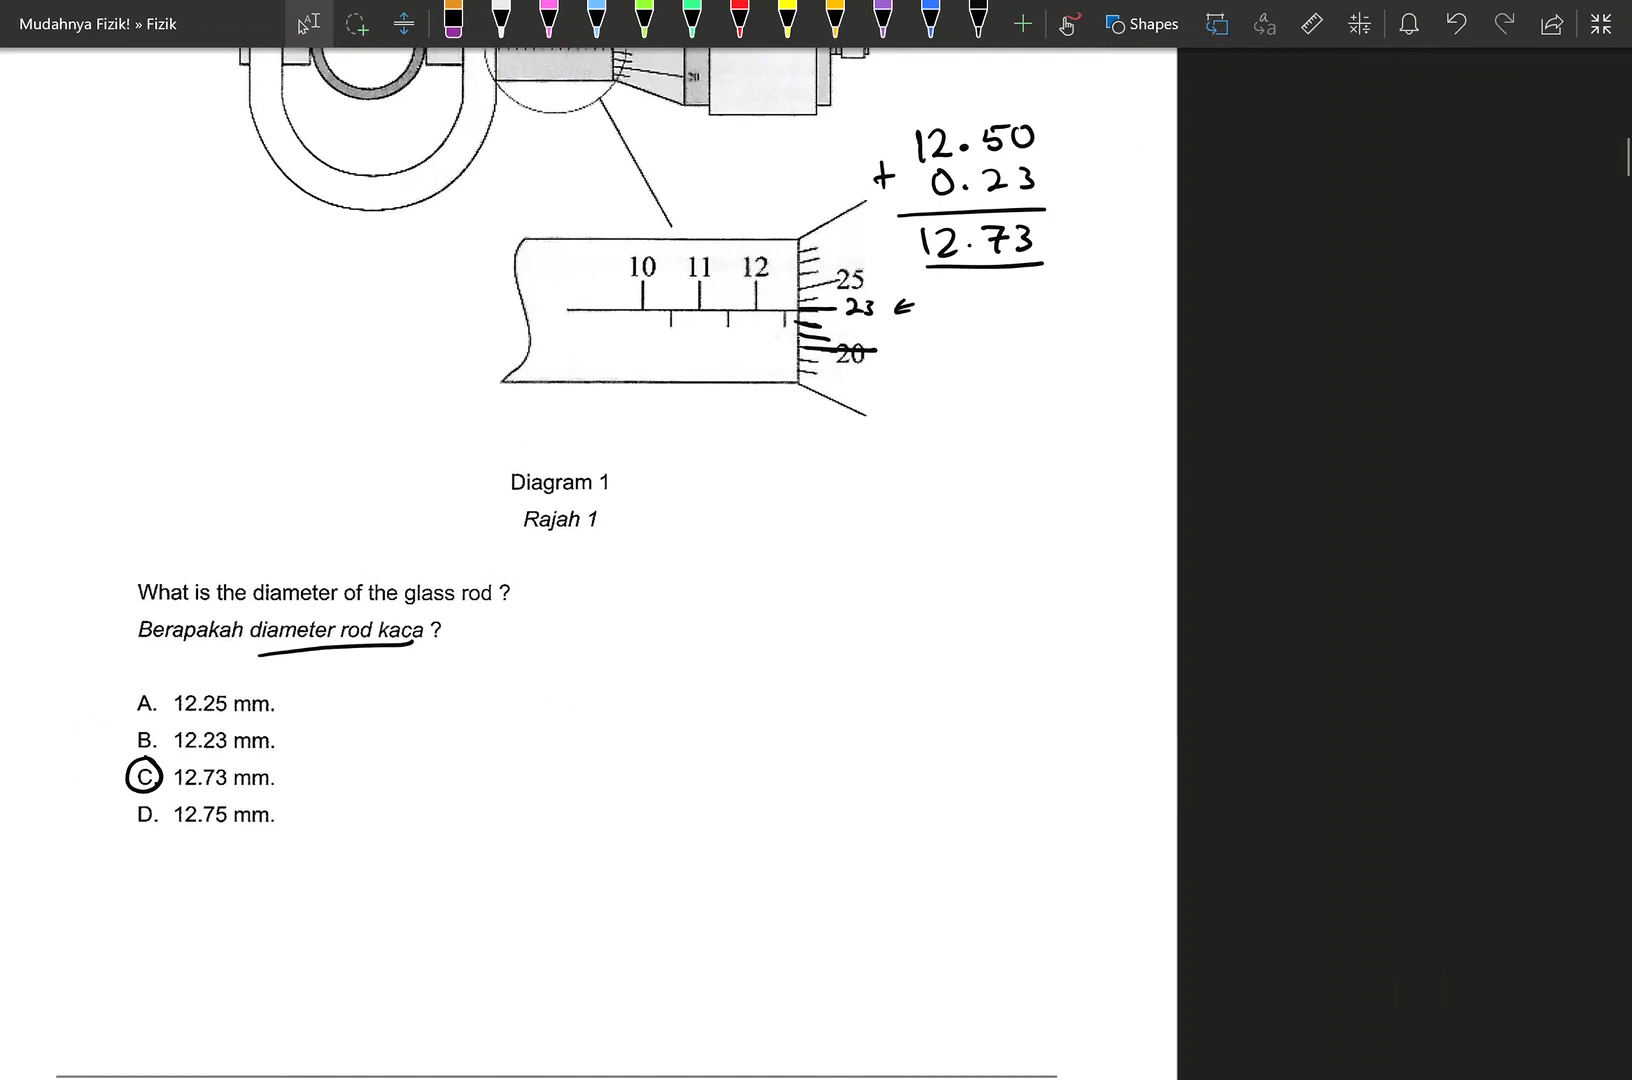 Mudahnya Fizik! » Fizik
Shapes
20
12.50
+ 0.23
12.73
10 11 12
25
23
20
Diagram 1
Rajah 1
What is the diameter of the glass rod ?
Berapakah diameter rod kaca ?
A. 12.25 mm.
B. 12.23 mm.
C. 12.73 mm.
D. 12.75 mm.